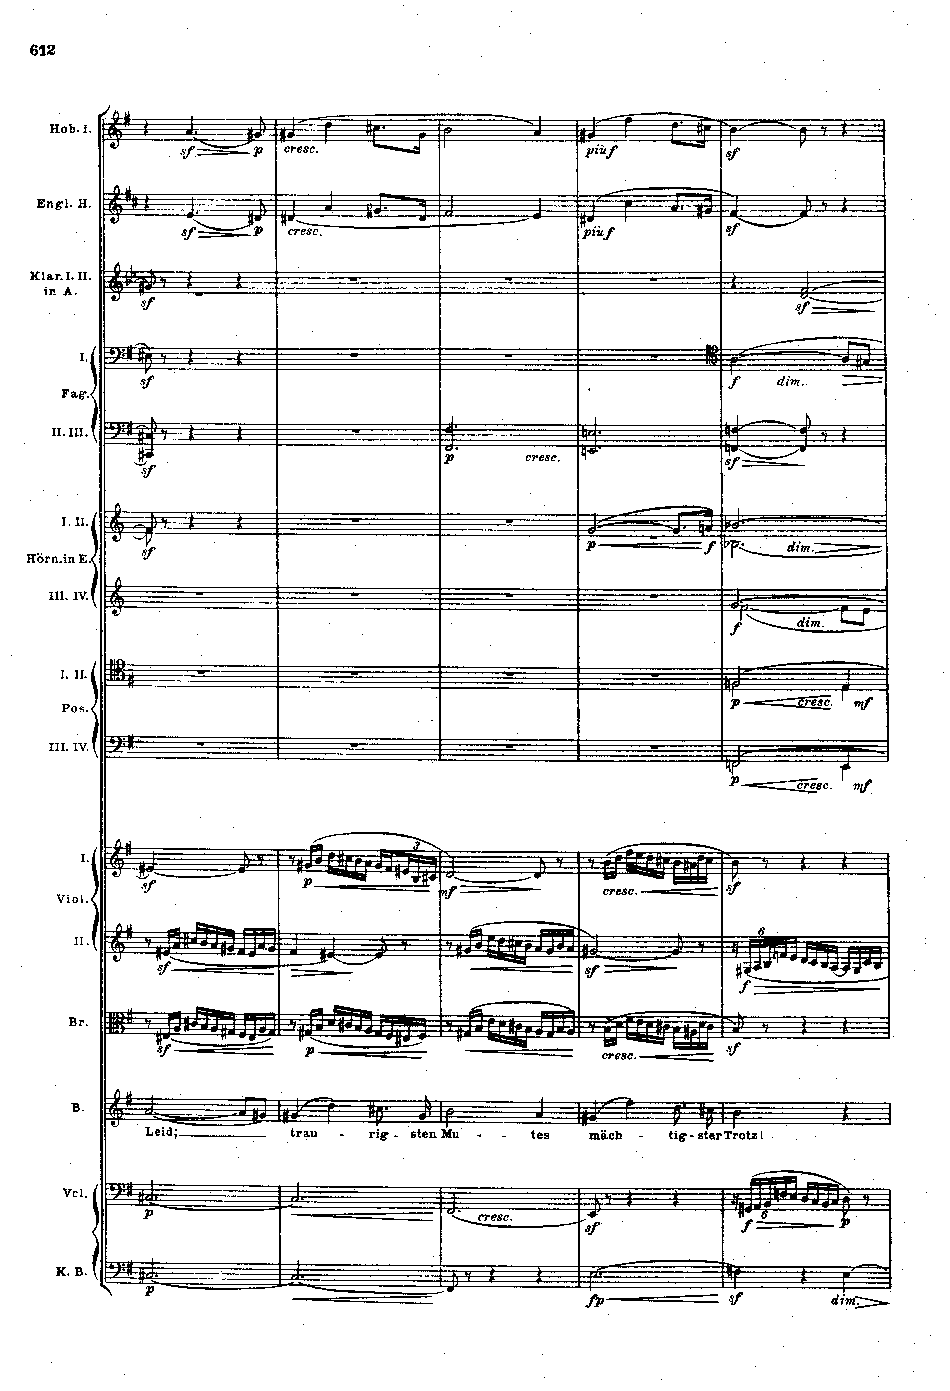 612
Hob. I.
sf p cresc. più f sf
Engl. H.
sf p cresc. più f sf
Klar. I. II.
in A.
sf sf
I.
sf f dim.
Fag.
II. III.
sf p cresc. sf
I. II.
sf p f p dim.
Hörn. in E.
III. IV.
f dim.
I. II.
p cresc. mf
Pos.
III. IV.
p cresc. mf
I.
3
sf p mf cresc. sf
Viol.
II.
6
sf sf f
Br.
sf p cresc. sf
B.
Leid; trau - rig - sten Mu - tes mäch - tig - ster Trotz!
Vcl.
p cresc. sf f 6 p
K. B.
p fp sf dim.